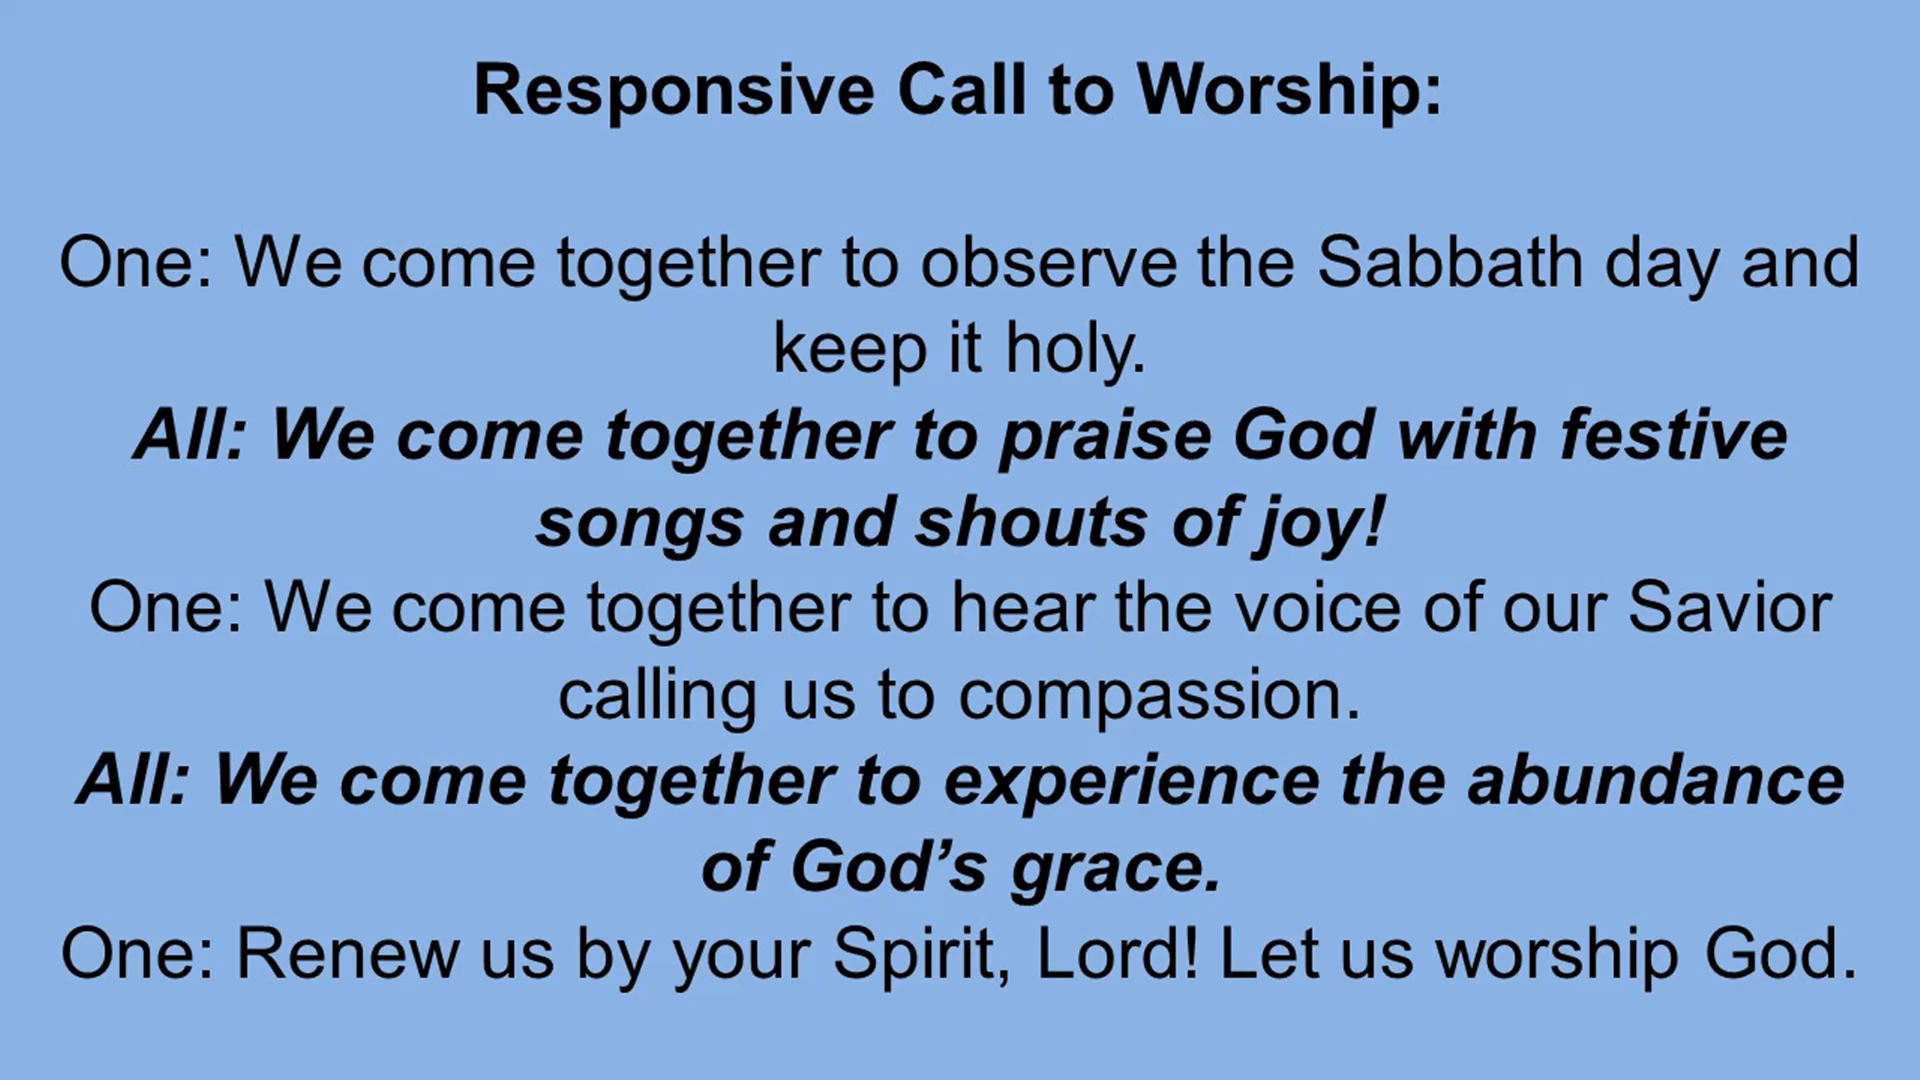 Responsive Call to Worship:
One: We come together to observe the Sabbath day and
keep it holy.
All: We come together to praise God with festive
songs and shouts of joy!
One: We come together to hear the voice of our Savior
calling us to compassion.
All: We come together to experience the abundance
of God’s grace.
One: Renew us by your Spirit, Lord! Let us worship God.